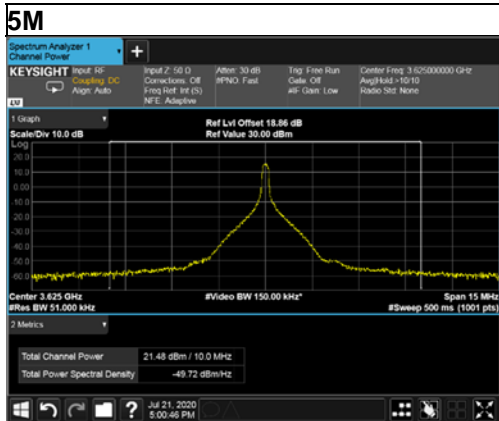 5M
Spectrum Analyzer 1
Channel Power
KEYSIGHT Input: RF
Coupling: DC
Align: Auto
Input Z: 50 Ω
Corrections: Off
Freq Ref: Int (S)
NFE: Adaptive
Atten: 30 dB
#PNO: Fast
Trig: Free Run
Gate: Off
#IF Gain: Low
Center Freq: 3.625000000 GHz
Avg|Hold:>10/10
Radio Std: None
1 Graph
Scale/Div 10.0 dB
Ref Lvl Offset 18.86 dB
Ref Value 30.00 dBm
Log
20.0
10.0
0.00
-10.0
-20.0
-30.0
-40.0
-50.0
-60.0
Center 3.625 GHz
#Video BW 150.00 kHz*
Span 15 MHz
#Res BW 51.000 kHz
#Sweep 500 ms (1001 pts)
2 Metrics
Total Channel Power 21.48 dBm / 10.0 MHz
Total Power Spectral Density -49.72 dBm/Hz
Jul 21, 2020
5:00:46 PM